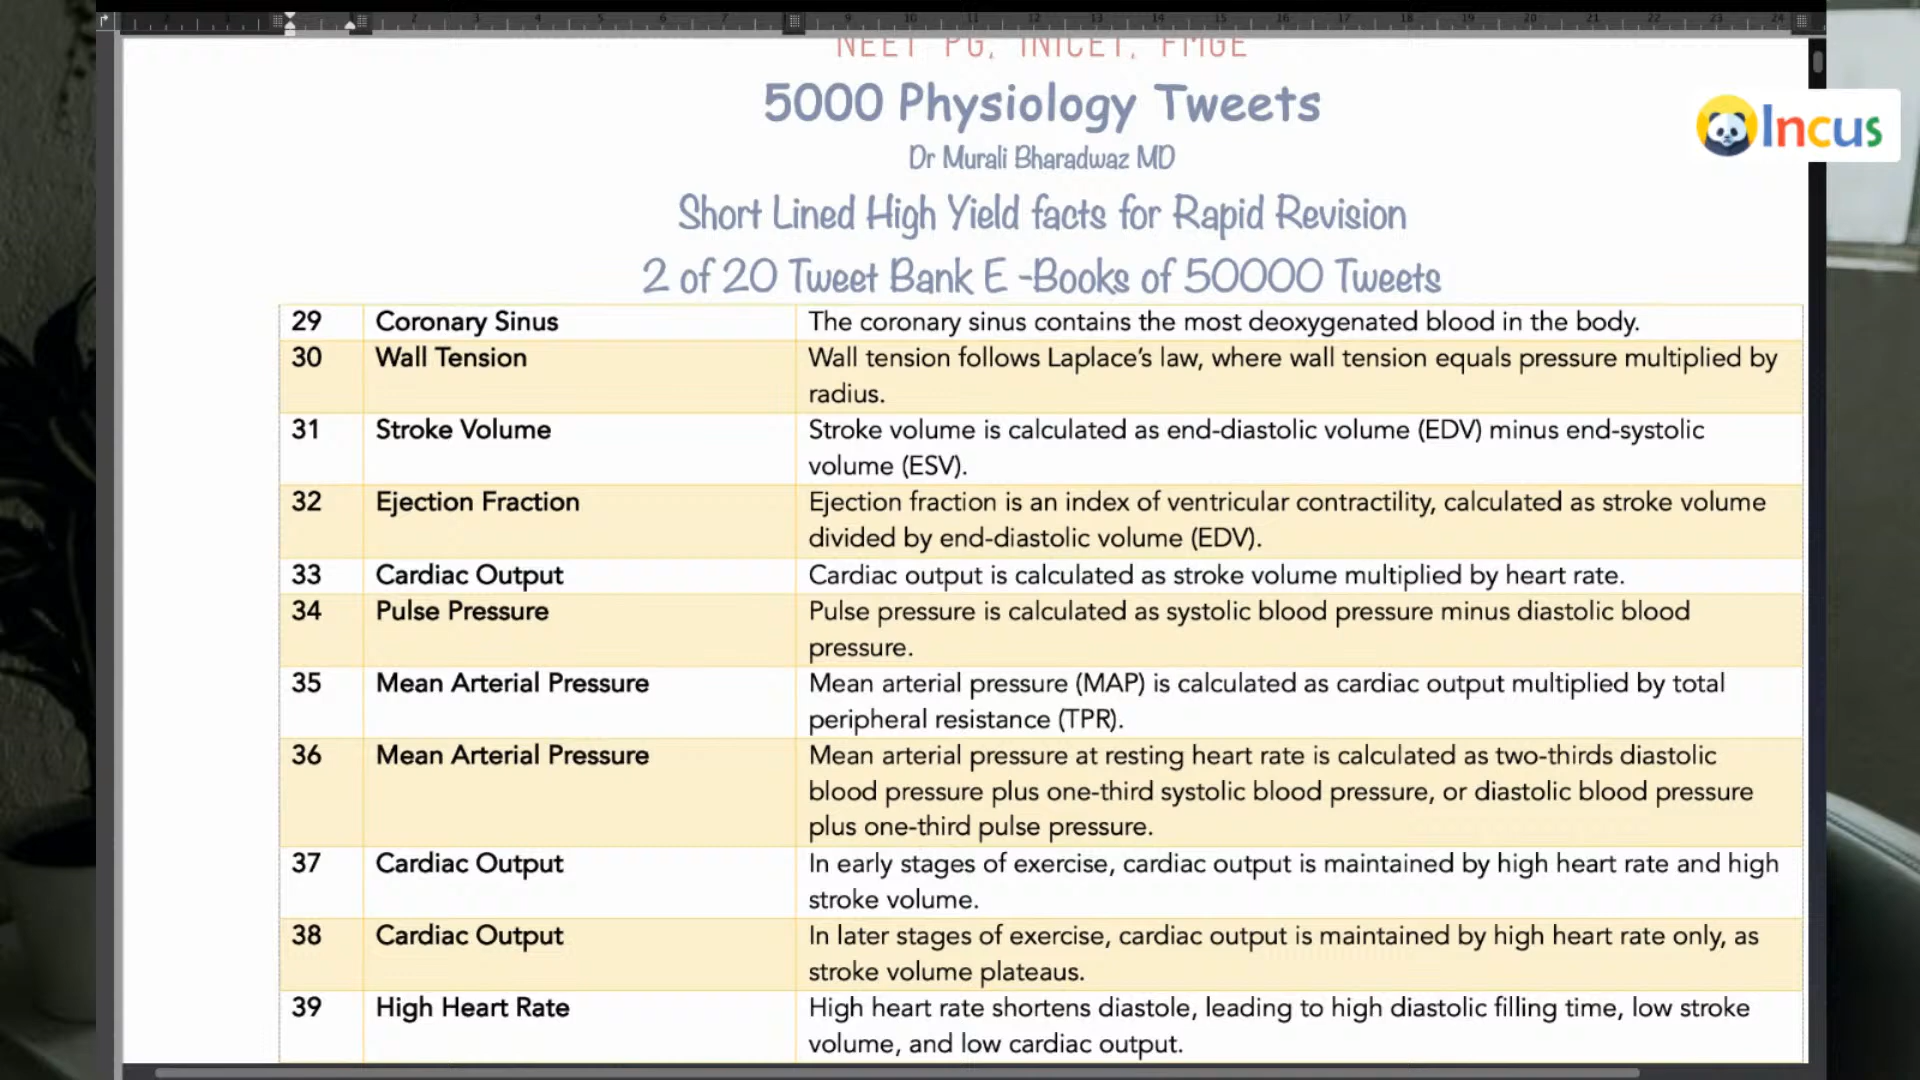 NEET PG, INICET, FMGE
5000 Physiology Tweets
Incus
Dr Murali Bharadwaz MD
Short Lined High Yield facts for Rapid Revision
2 of 20 Tweet Bank E -Books of 50000 Tweets
29 Coronary Sinus The coronary sinus contains the most deoxygenated blood in the body.
30 Wall Tension Wall tension follows Laplace’s law, where wall tension equals pressure multiplied by
radius.
31 Stroke Volume Stroke volume is calculated as end-diastolic volume (EDV) minus end-systolic
volume (ESV).
32 Ejection Fraction Ejection fraction is an index of ventricular contractility, calculated as stroke volume
divided by end-diastolic volume (EDV).
33 Cardiac Output Cardiac output is calculated as stroke volume multiplied by heart rate.
34 Pulse Pressure Pulse pressure is calculated as systolic blood pressure minus diastolic blood
pressure.
35 Mean Arterial Pressure Mean arterial pressure (MAP) is calculated as cardiac output multiplied by total
peripheral resistance (TPR).
36 Mean Arterial Pressure Mean arterial pressure at resting heart rate is calculated as two-thirds diastolic
blood pressure plus one-third systolic blood pressure, or diastolic blood pressure
plus one-third pulse pressure.
37 Cardiac Output In early stages of exercise, cardiac output is maintained by high heart rate and high
stroke volume.
38 Cardiac Output In later stages of exercise, cardiac output is maintained by high heart rate only, as
stroke volume plateaus.
39 High Heart Rate High heart rate shortens diastole, leading to high diastolic filling time, low stroke
volume, and low cardiac output.